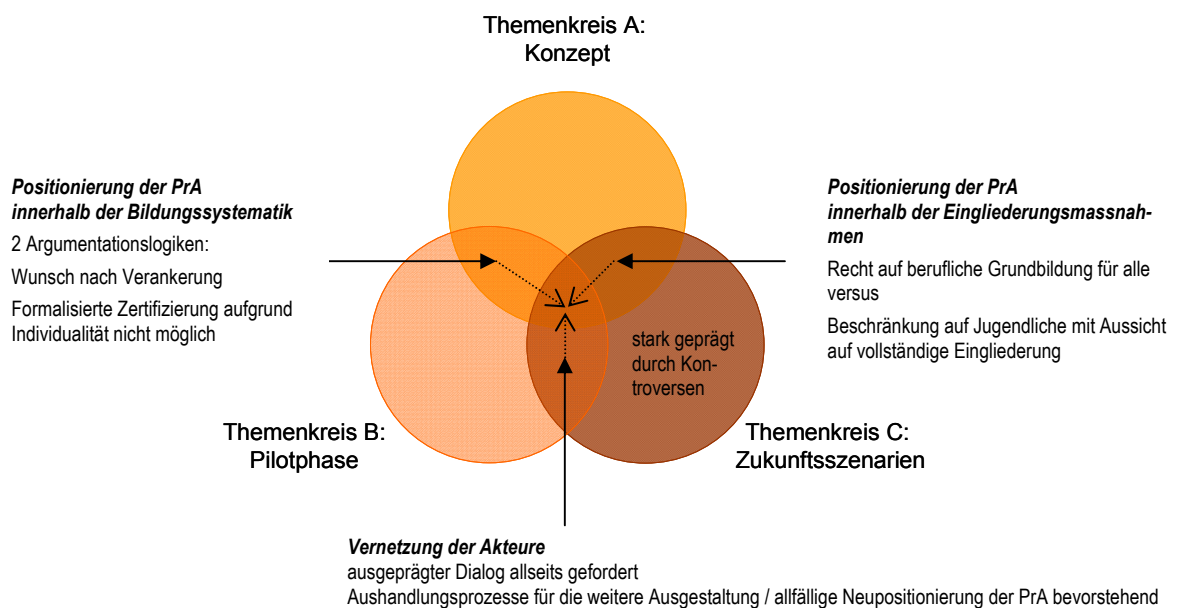 Themenkreis A:
Konzept
Positionierung der PrA
innerhalb der Bildungssystematik
2 Argumentationslogiken:
Wunsch nach Verankerung
Formalisierte Zertifizierung aufgrund
Individualität nicht möglich
Positionierung der PrA
innerhalb der Eingliederungsmassnah-
men
Recht auf berufliche Grundbildung für alle
versus
Beschränkung auf Jugendliche mit Aussicht
auf vollständige Eingliederung
stark geprägt
durch Kon-
troversen
Themenkreis B:
Pilotphase
Themenkreis C:
Zukunftsszenarien
Vernetzung der Akteure
ausgeprägter Dialog allseits gefordert
Aushandlungsprozesse für die weitere Ausgestaltung / allfällige Neupositionierung der PrA bevorstehend